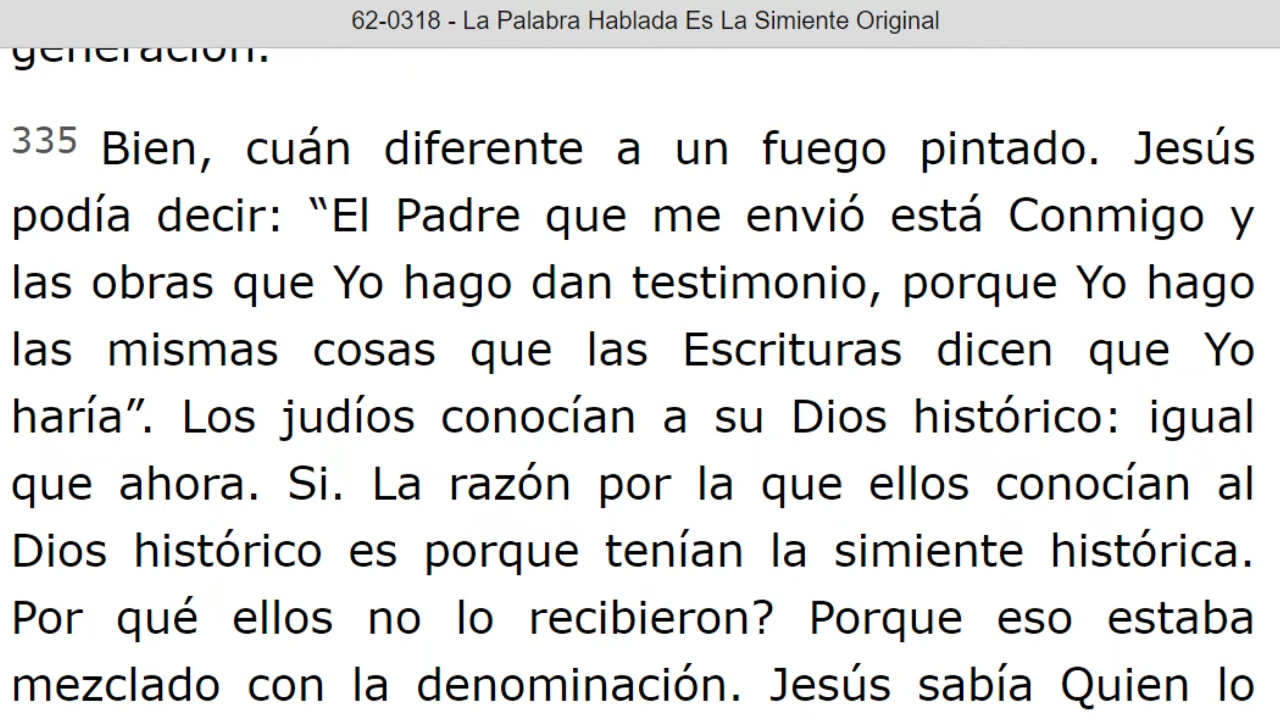 62-0318 - La Palabra Hablada Es La Simiente Original
generación.
335 Bien, cuán diferente a un fuego pintado. Jesús
podía decir: “El Padre que me envió está Conmigo y
las obras que Yo hago dan testimonio, porque Yo hago
las mismas cosas que las Escrituras dicen que Yo
haría”. Los judíos conocían a su Dios histórico: igual
que ahora. Si. La razón por la que ellos conocían al
Dios histórico es porque tenían la simiente histórica.
Por qué ellos no lo recibieron? Porque eso estaba
mezclado con la denominación. Jesús sabía Quien lo